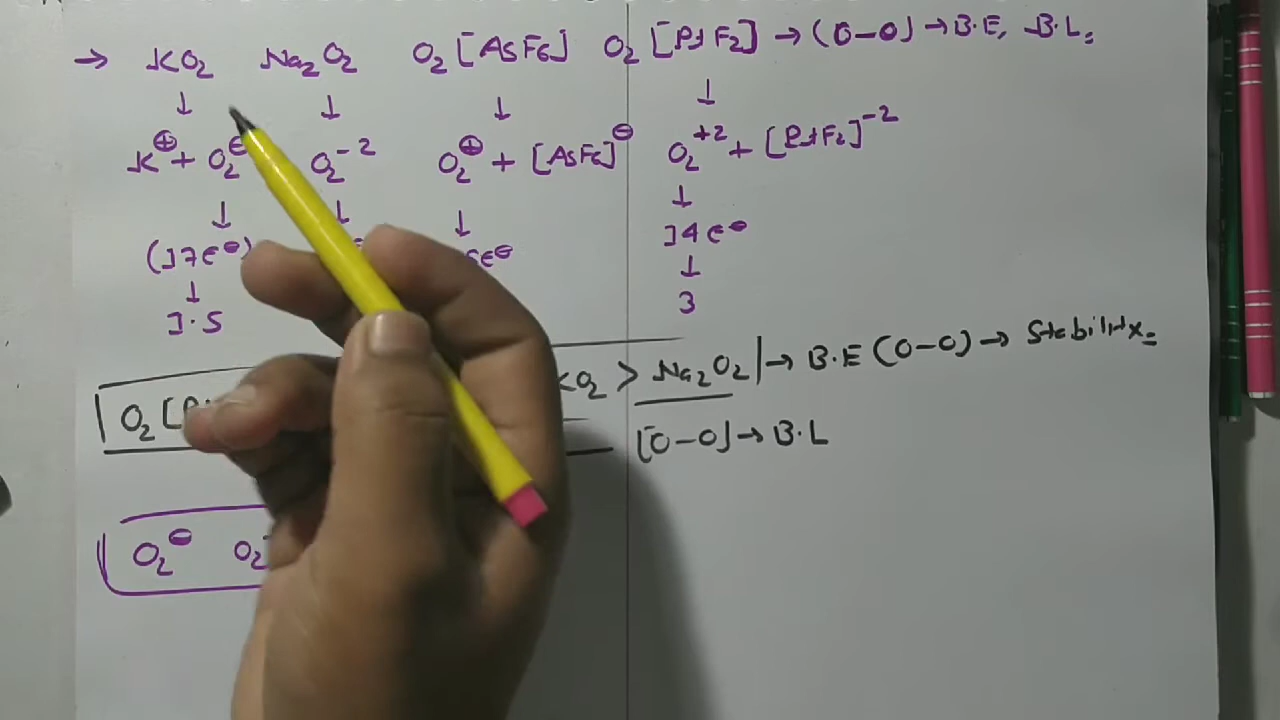 → KO₂ Na₂O₂ O₂[AsF₆] O₂[PtF₂] → (O–O) → B.E, B.L.
↓ ↓ ↓ ↓
K⊕ + O₂⊖ O₂⁻² O₂⊕ + [AsF₆]⊖ O₂⁺² + [PtF₂]⁻²
↓ ↓ ↓ ↓
(17e⊖) 14e⊖
↓ ↓
1.5 3
O₂[ KO₂ > Na₂O₂ → B.E (O–O) → Stability
[O–O] → B.L
O₂⊖ O₂